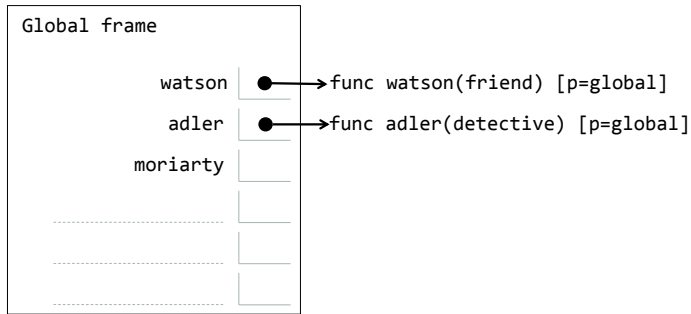 Global frame
watson func watson(friend) [p=global]
adler func adler(detective) [p=global]
moriarty